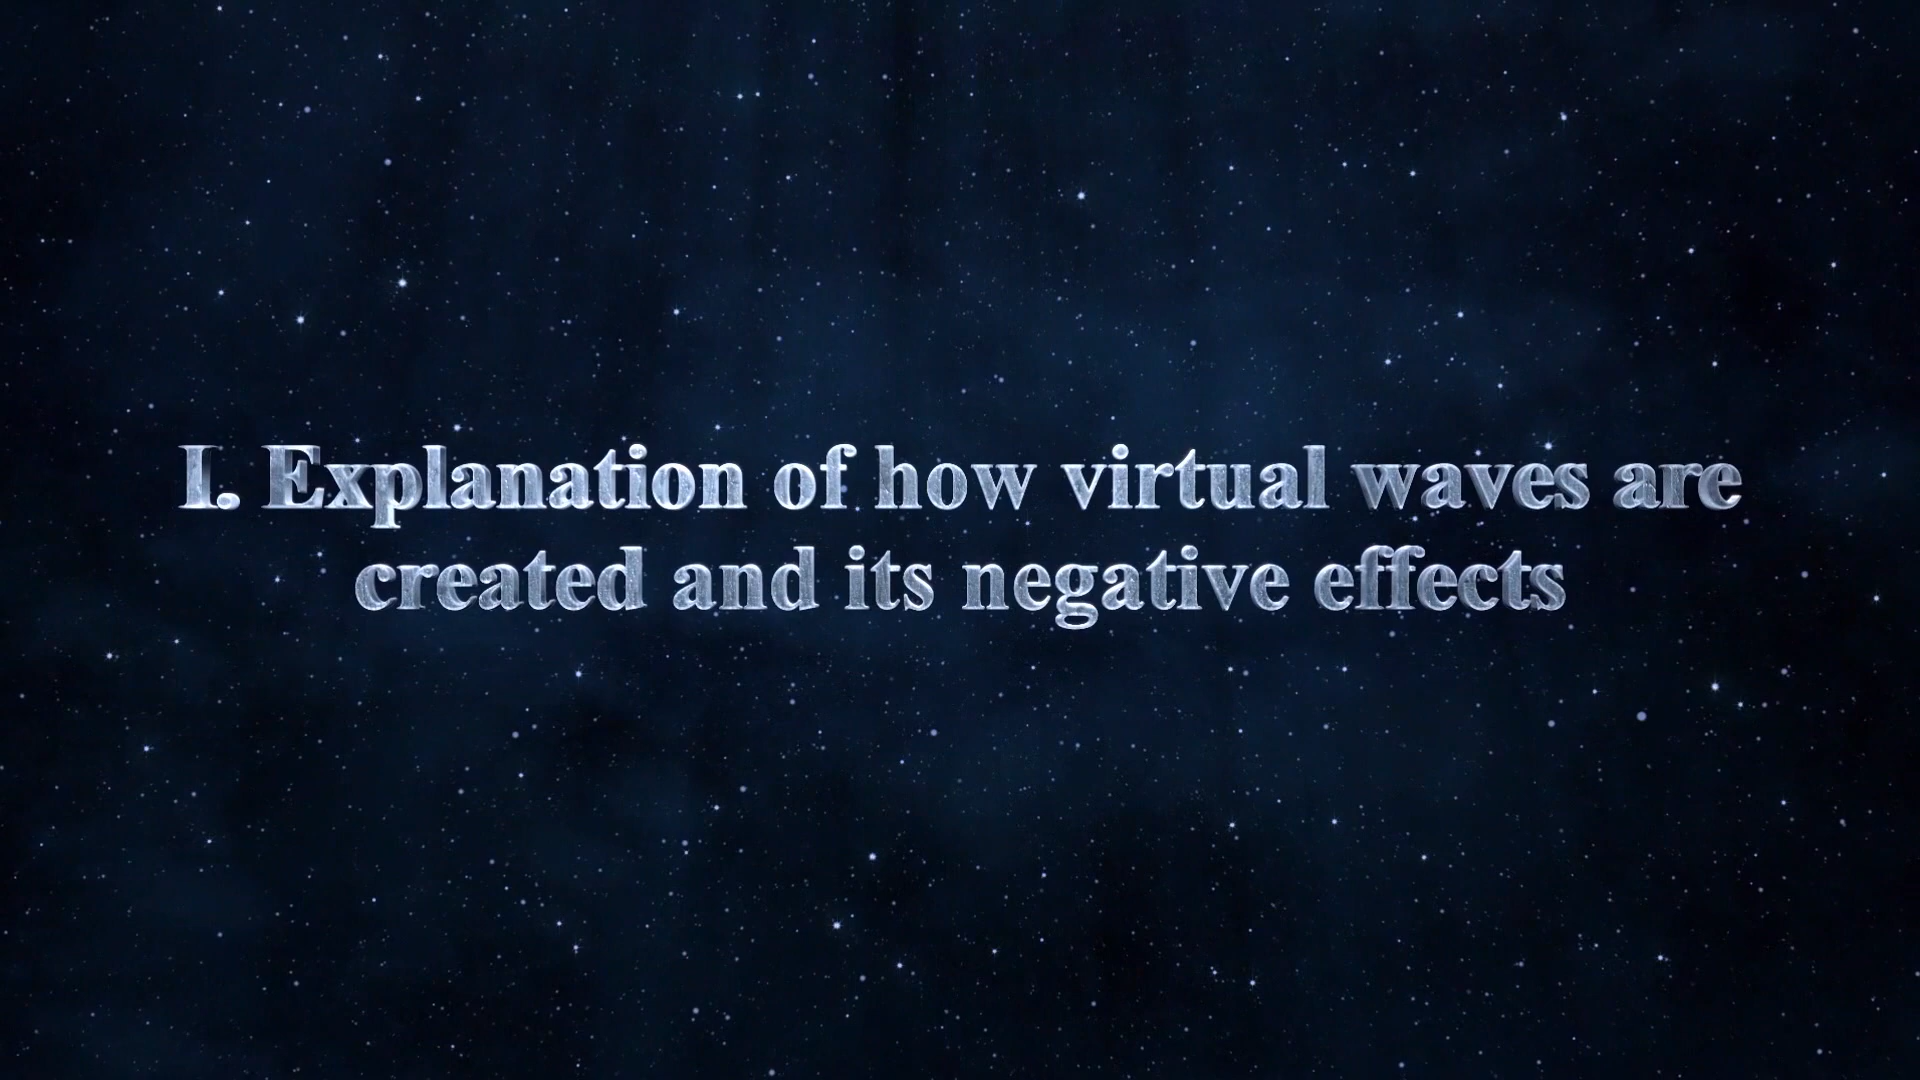 I. Explanation of how virtual waves are
created and its negative effects